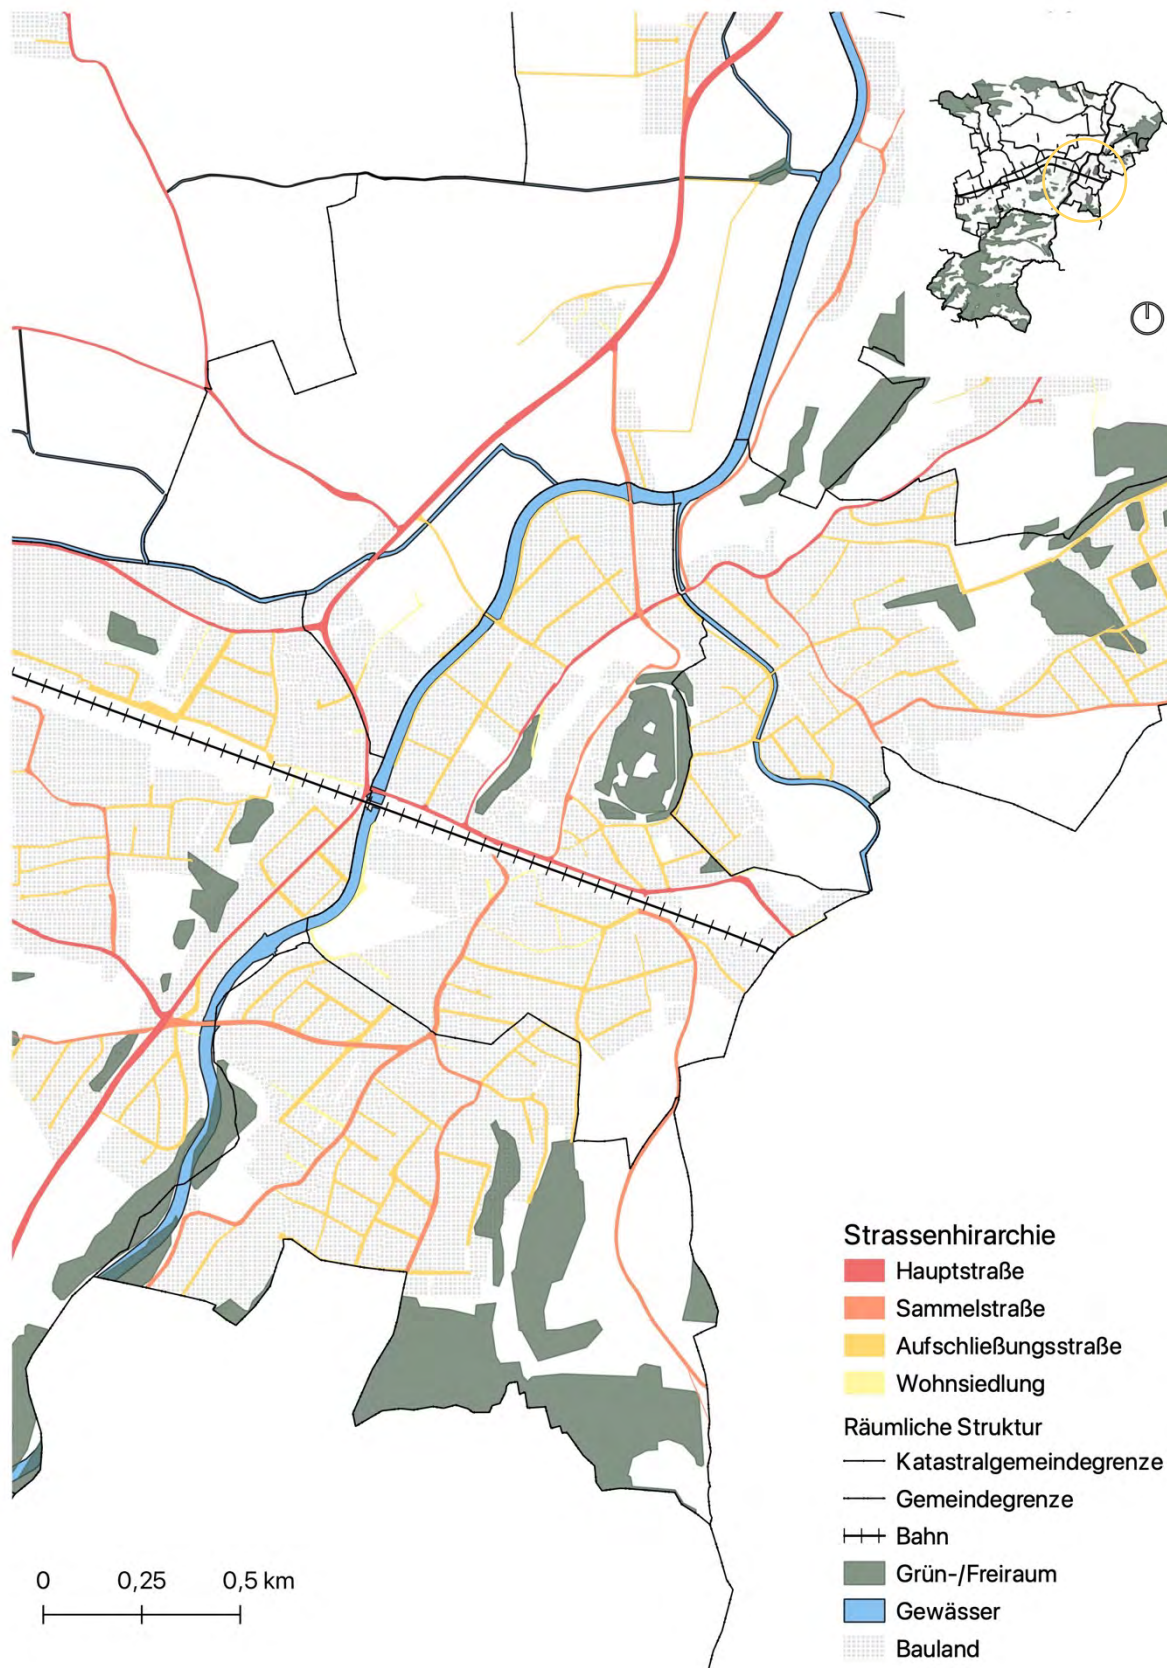 Strassenhirarchie
Hauptstraße
Sammelstraße
Aufschließungsstraße
Wohnsiedlung
Räumliche Struktur
Katastralgemeindegrenze
Gemeindegrenze
Bahn
Grün-/Freiraum
Gewässer
Bauland
0 0,25 0,5 km